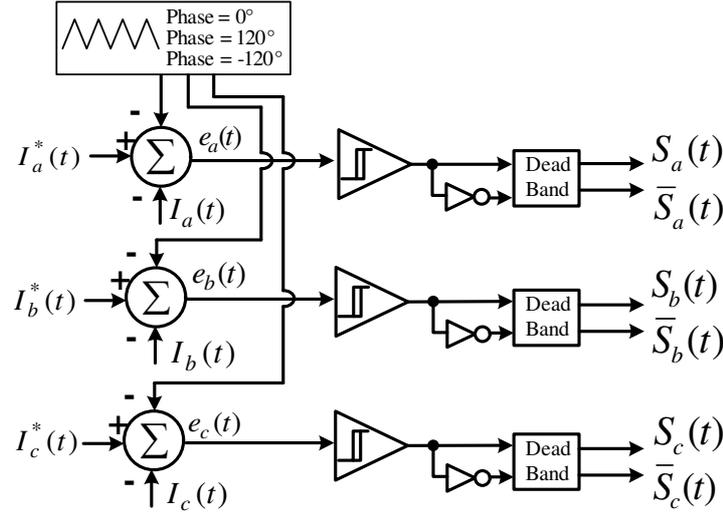 Phase = 0°
Phase = 120°
Phase = -120°
-
+
I*a(t)
Σ
ea(t)
-
Ia(t)
Dead
Band
Sa(t)
S̅a(t)
-
+
I*b(t)
Σ
eb(t)
-
Ib(t)
Dead
Band
Sb(t)
S̅b(t)
-
+
I*c(t)
Σ
ec(t)
-
Ic(t)
Dead
Band
Sc(t)
S̅c(t)